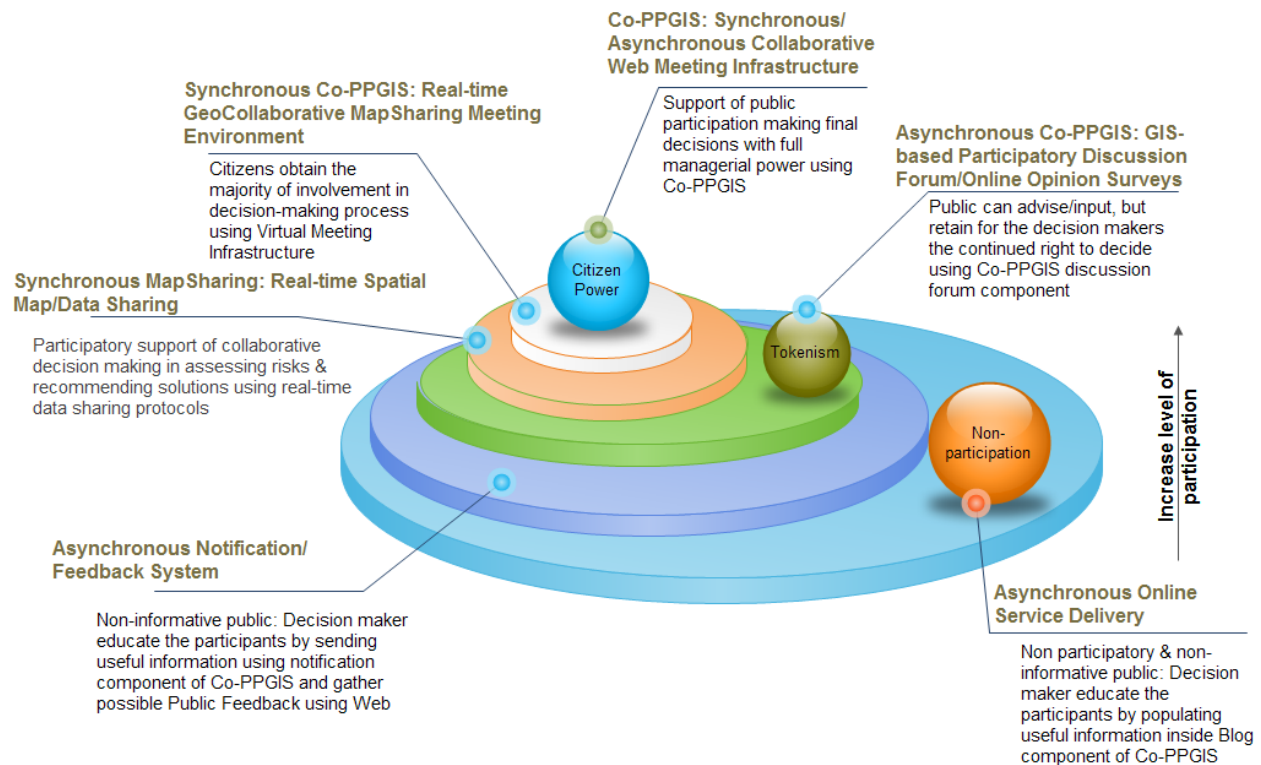 Co-PPGIS: Synchronous/
Asynchronous Collaborative
Web Meeting Infrastructure
Support of public
participation making final
decisions with full
managerial power using
Co-PPGIS
Synchronous Co-PPGIS: Real-time
GeoCollaborative MapSharing Meeting
Environment
Citizens obtain the
majority of involvement in
decision-making process
using Virtual Meeting
Infrastructure
Asynchronous Co-PPGIS: GIS-
based Participatory Discussion
Forum/Online Opinion Surveys
Public can advise/input, but
retain for the decision makers
the continued right to decide
using Co-PPGIS discussion
forum component
Synchronous MapSharing: Real-time Spatial
Map/Data Sharing
Participatory support of collaborative
decision making in assessing risks &
recommending solutions using real-time
data sharing protocols
Citizen
Power
Tokenism
Non-
participation
Increase level of
participation
Asynchronous Notification/
Feedback System
Non-informative public: Decision maker
educate the participants by sending
useful information using notification
component of Co-PPGIS and gather
possible Public Feedback using Web
Asynchronous Online
Service Delivery
Non participatory & non-
informative public: Decision
maker educate the
participants by populating
useful information inside Blog
component of Co-PPGIS